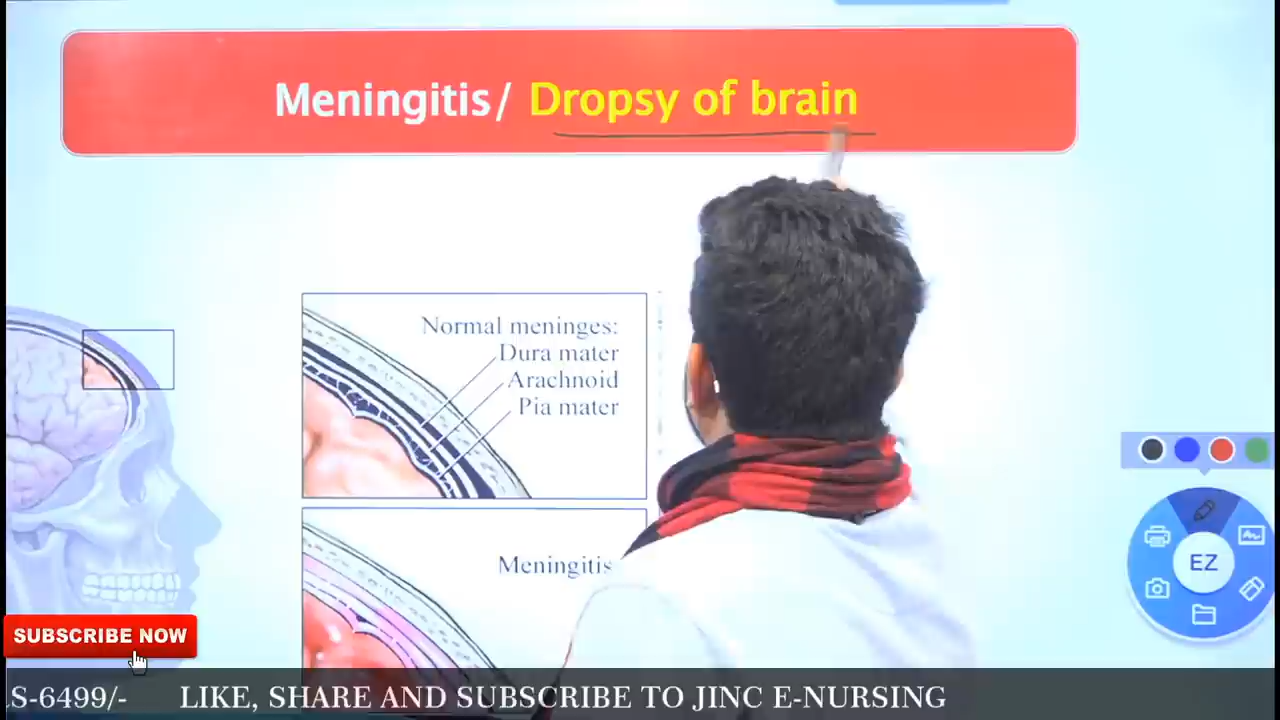 Meningitis/ Dropsy of brain
Normal meninges:
Dura mater
Arachnoid
Pia mater
Meningitis
EZ
SUBSCRIBE NOW
S-6499/- LIKE, SHARE AND SUBSCRIBE TO JINC E-NURSING